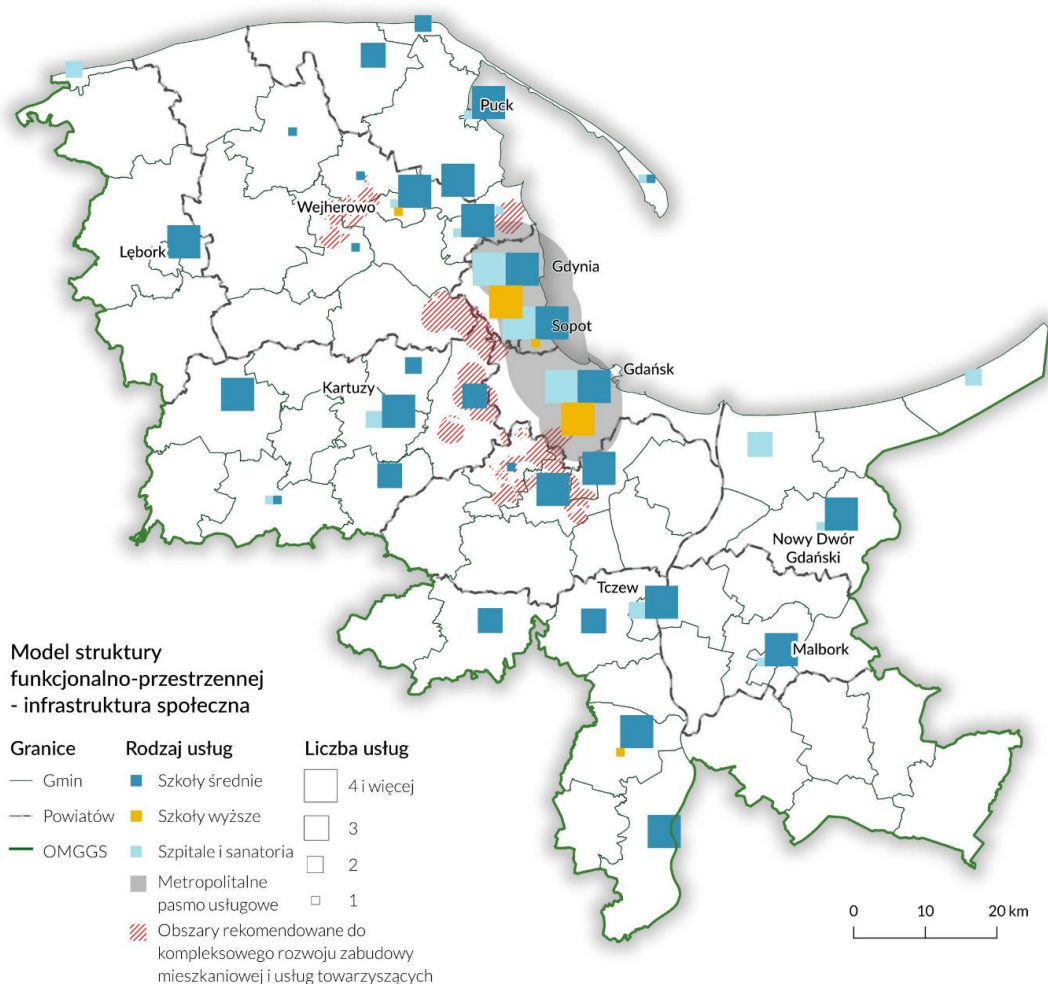 Puck
Wejherowo
Lębork
Gdynia
Sopot
Gdańsk
Kartuzy
Nowy Dwór
Gdański
Tczew
Malbork
Model struktury
funkcjonalno-przestrzennej
- infrastruktura społeczna
Granice
Gmin
Powiatów
OMGGS
Rodzaj usług
Szkoły średnie
Szkoły wyższe
Szpitale i sanatoria
Metropolitalne
pasmo usługowe
Obszary rekomendowane do
kompleksowego rozwoju zabudowy
mieszkaniowej i usług towarzyszących
Liczba usług
4 i więcej
3
2
1
0 10 20 km